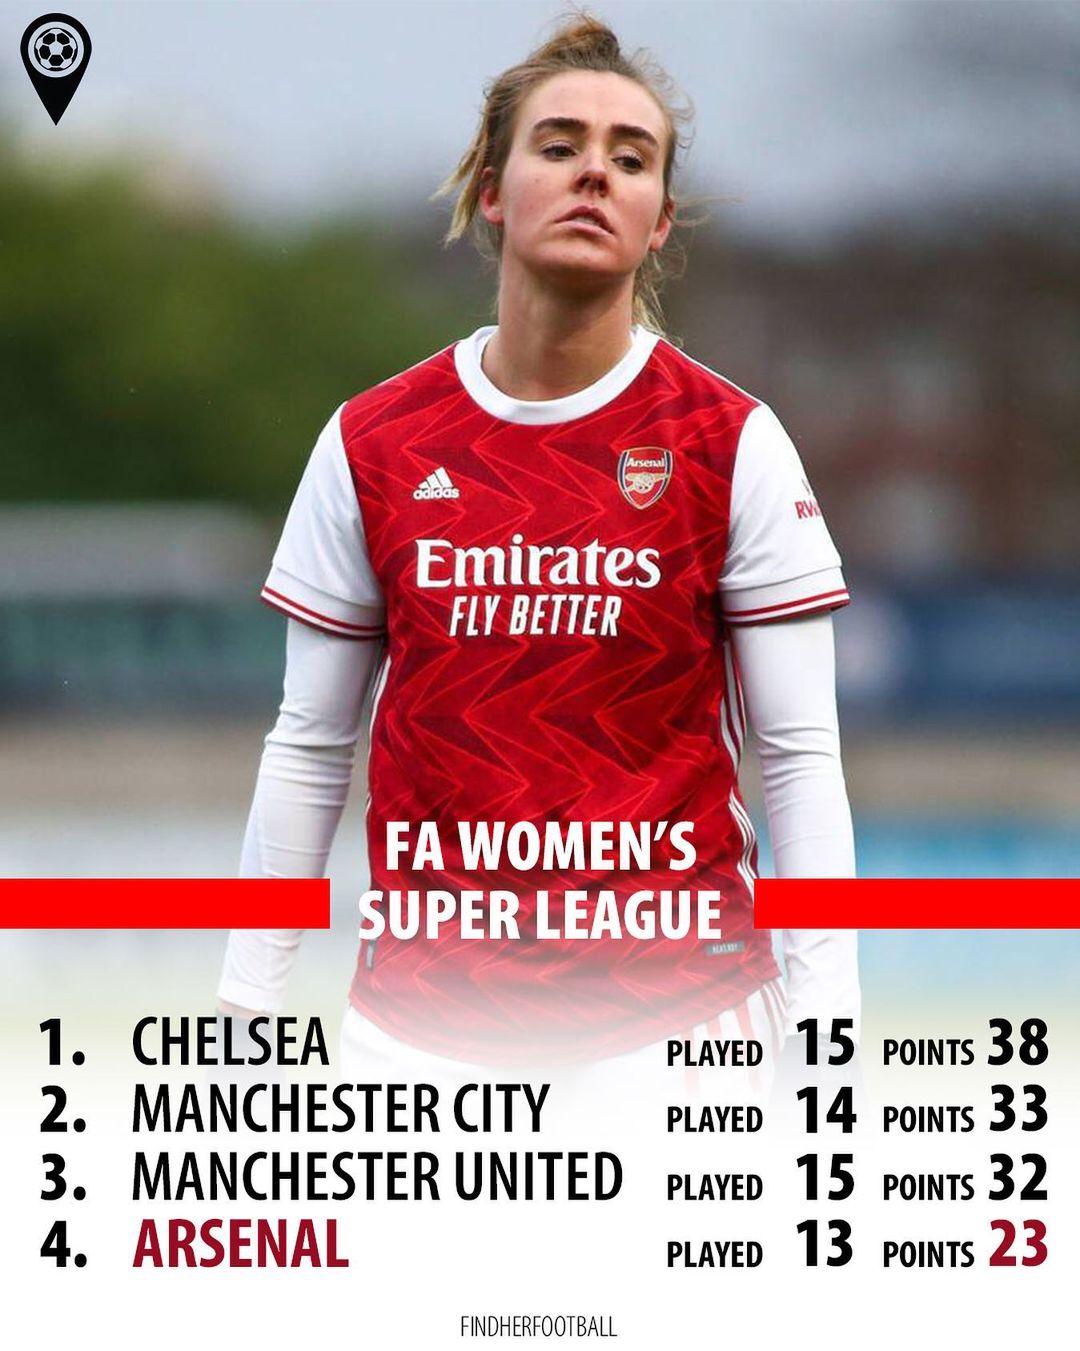 Arsenal
adidas
Emirates
FLY BETTER
FA WOMEN'S
SUPER LEAGUE
1. CHELSEA PLAYED 15 POINTS 38
2. MANCHESTER CITY PLAYED 14 POINTS 33
3. MANCHESTER UNITED PLAYED 15 POINTS 32
4. ARSENAL PLAYED 13 POINTS 23
FINDHERFOOTBALL